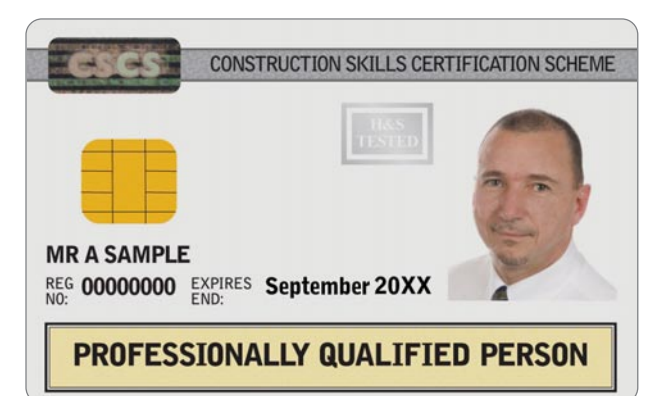 CSCS
CONSTRUCTION SKILLS CERTIFICATION SCHEME
H&S
TESTED
MR A SAMPLE
REG NO: 00000000 EXPIRES END: September 20XX
PROFESSIONALLY QUALIFIED PERSON